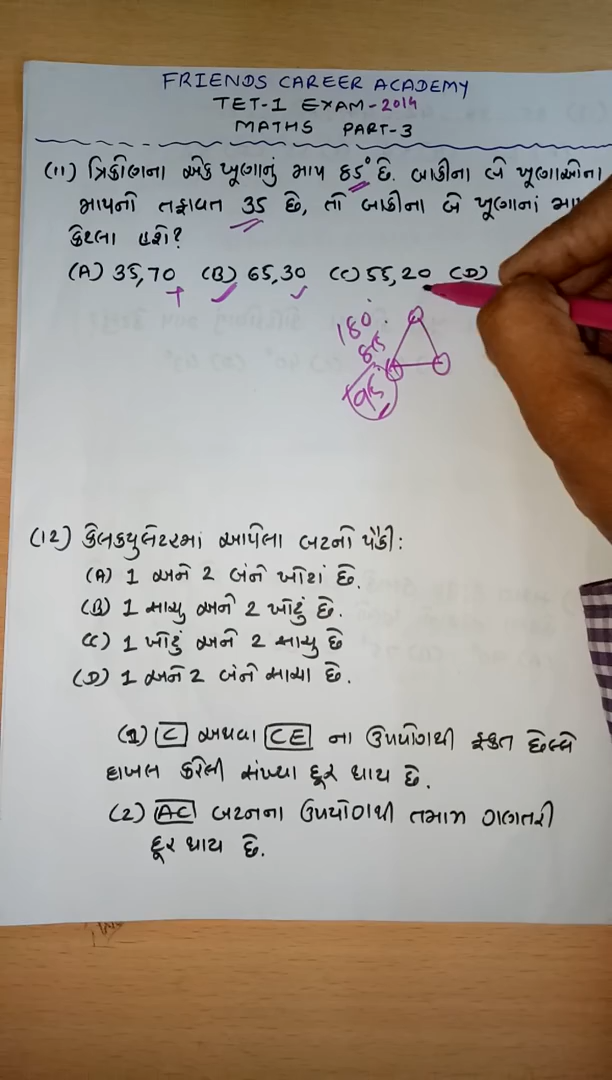 FRIENDS CAREER ACADEMY
TET-1 EXAM-2014
MATHS PART-3
(11) ત્રિકોણના એક ખૂણાનું માપ 85° છે. બાકીના બે ખૂણાઓના
માપનો તફાવત 35 છે, તો બાકીના બે ખૂણાનાં
કેટલા હશે?
(A) 35,70 (B) 65,30 (C) 55,20 (D)
180
85
95
(12) કેલક્યુલેટરમાં આપેલા બટનો પૈકી:
(A) 1 અને 2 બંને ખોટાં છે.
(B) 1 સાચુ અને 2 ખોટું છે.
(C) 1 ખોટું અને 2 સાચુ છે
(D) 1 અને 2 બંને સાચા છે.
(1) C અથવા CE ના ઉપયોગથી ફક્ત છેલ્લે
દાખલ કરેલી સંખ્યા દૂર થાય છે.
(2) AC બટનના ઉપયોગથી તમામ ગણતરી
દૂર થાય છે.